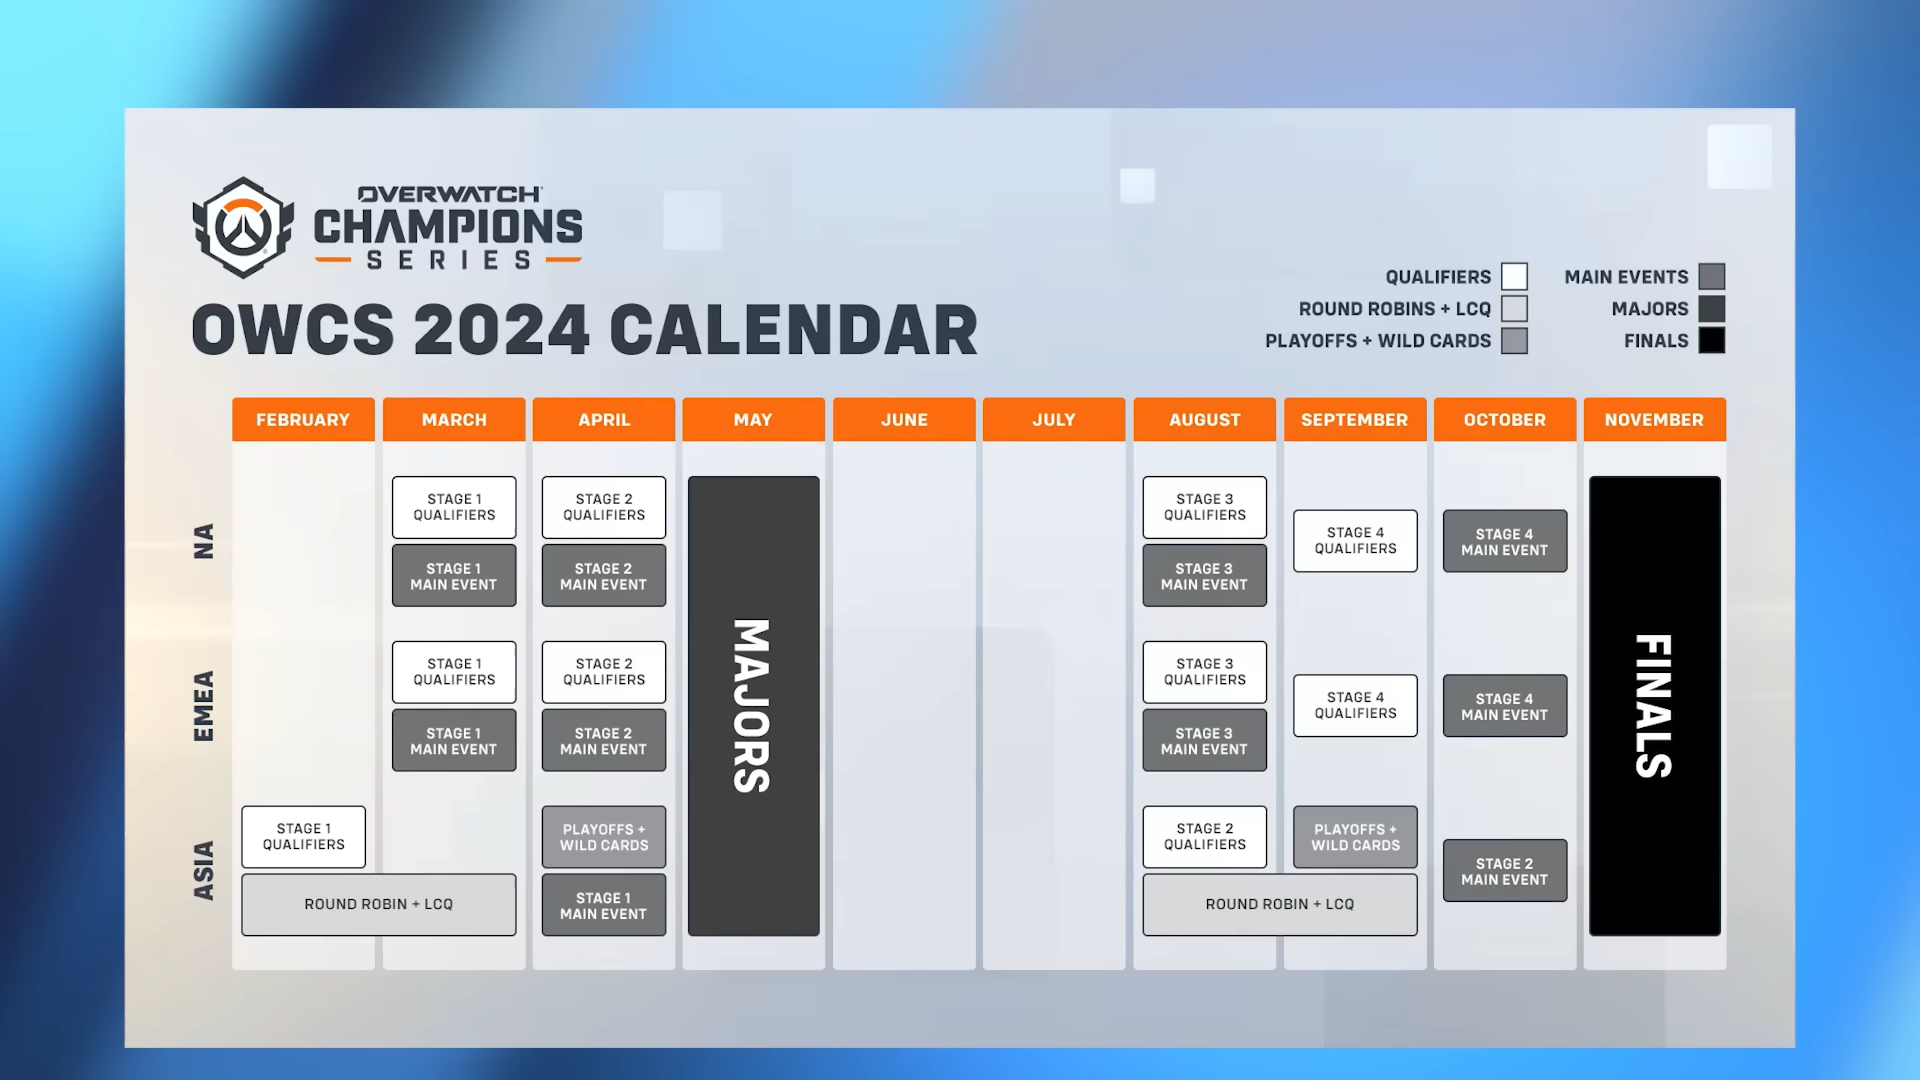 OVERWATCH
CHAMPIONS
SERIES
OWCS 2024 CALENDAR
QUALIFIERS
ROUND ROBINS + LCQ
PLAYOFFS + WILD CARDS
MAIN EVENTS
MAJORS
FINALS
FEBRUARY
MARCH
APRIL
MAY
JUNE
JULY
AUGUST
SEPTEMBER
OCTOBER
NOVEMBER
NA
STAGE 1
QUALIFIERS
STAGE 1
MAIN EVENT
STAGE 2
QUALIFIERS
STAGE 2
MAIN EVENT
STAGE 3
QUALIFIERS
STAGE 3
MAIN EVENT
STAGE 4
QUALIFIERS
STAGE 4
MAIN EVENT
EMEA
STAGE 1
QUALIFIERS
STAGE 1
MAIN EVENT
STAGE 2
QUALIFIERS
STAGE 2
MAIN EVENT
STAGE 3
QUALIFIERS
STAGE 3
MAIN EVENT
STAGE 4
QUALIFIERS
STAGE 4
MAIN EVENT
ASIA
STAGE 1
QUALIFIERS
ROUND ROBIN + LCQ
PLAYOFFS +
WILD CARDS
STAGE 1
MAIN EVENT
STAGE 2
QUALIFIERS
ROUND ROBIN + LCQ
PLAYOFFS +
WILD CARDS
STAGE 2
MAIN EVENT
MAJORS
FINALS